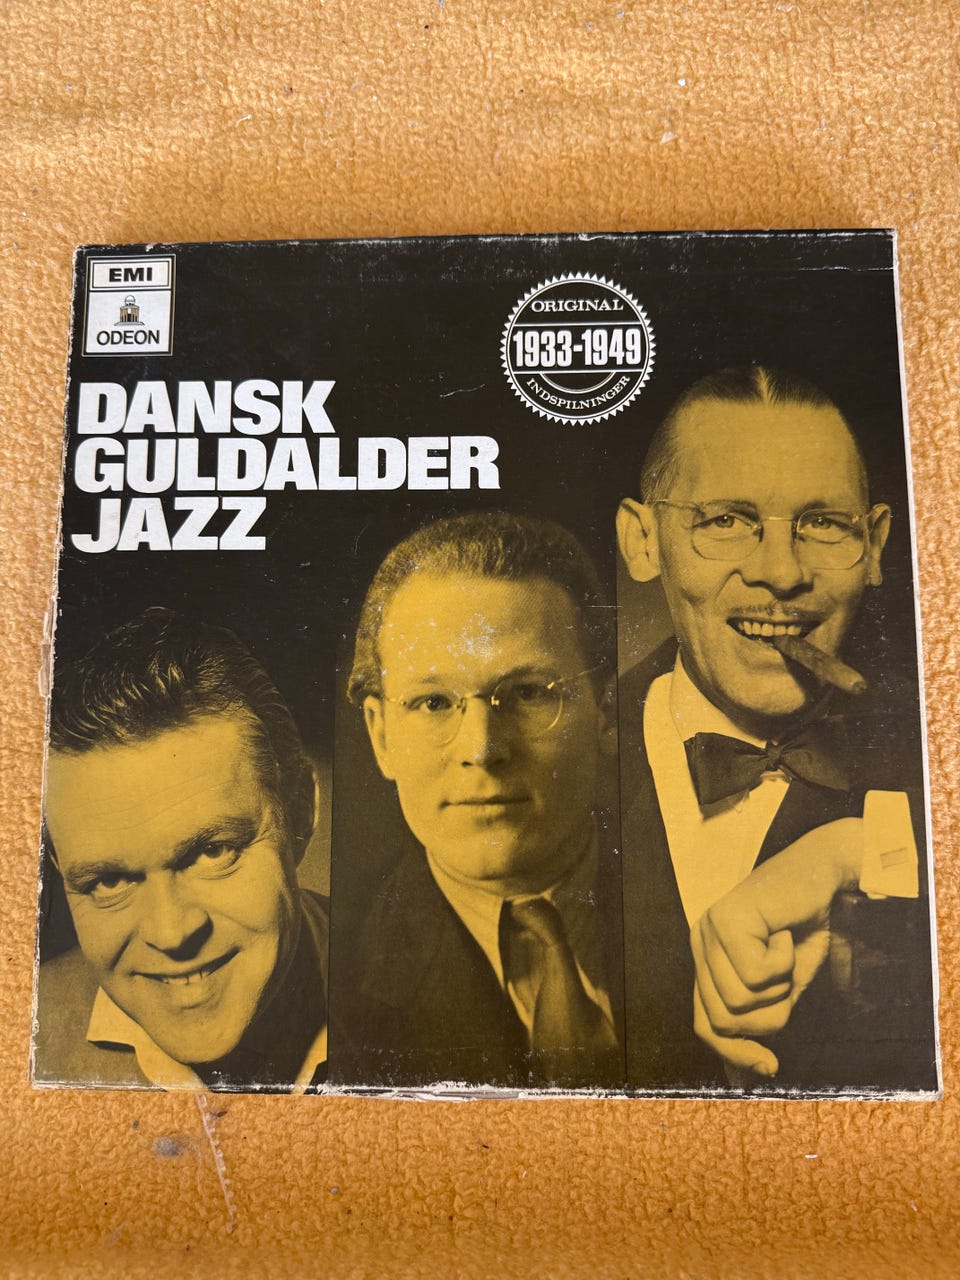 EMI
ODEON
ORIGINAL
1933-1949
INDSPILNINGER
DANSK
GULDALDER
JAZZ